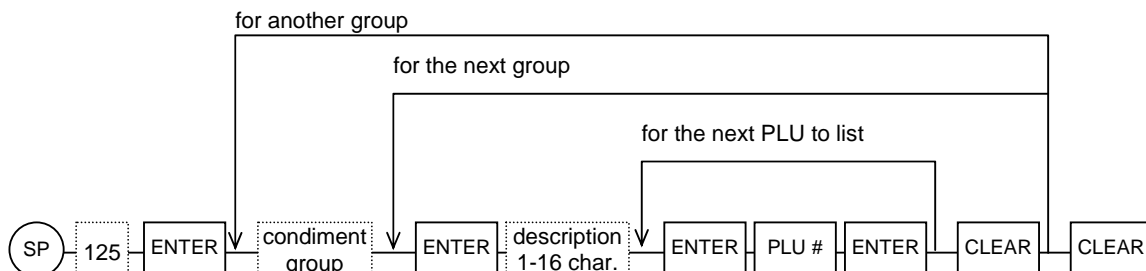 for another group
for the next group
for the next PLU to list
SP 125 ENTER condiment group ENTER description 1-16 char. ENTER PLU # ENTER CLEAR CLEAR